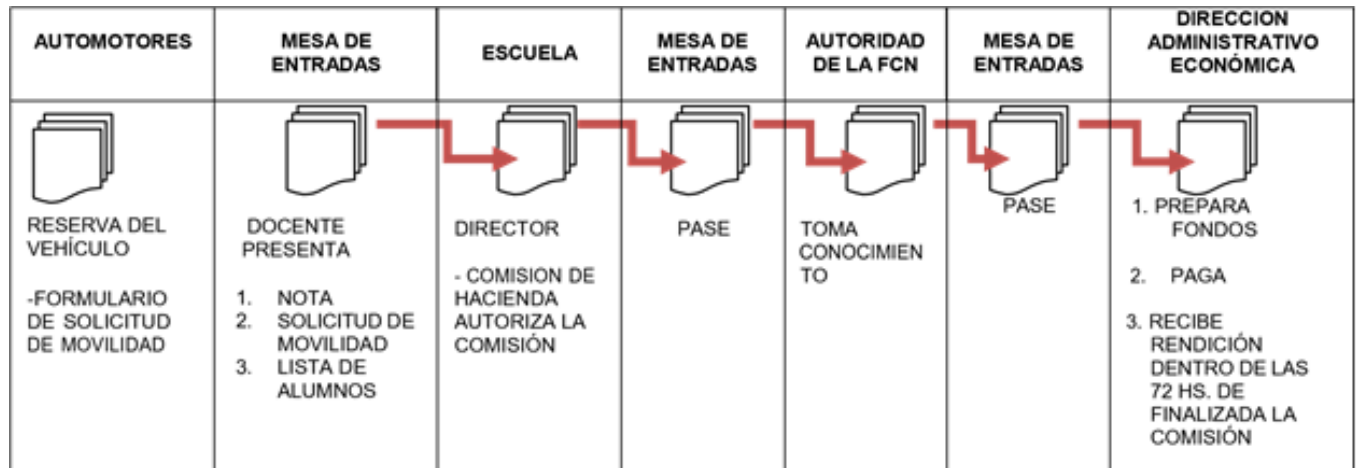 AUTOMOTORES
MESA DE
ENTRADAS
ESCUELA
MESA DE
ENTRADAS
AUTORIDAD
DE LA FCN
MESA DE
ENTRADAS
DIRECCION
ADMINISTRATIVO
ECONÓMICA
RESERVA DEL
VEHÍCULO
-FORMULARIO
DE SOLICITUD
DE MOVILIDAD
DOCENTE
PRESENTA
1. NOTA
2. SOLICITUD DE
MOVILIDAD
3. LISTA DE
ALUMNOS
DIRECTOR
- COMISION DE
HACIENDA
AUTORIZA LA
COMISIÓN
PASE
TOMA
CONOCIMIEN
TO
PASE
1. PREPARA
FONDOS
2. PAGA
3. RECIBE
RENDICIÓN
DENTRO DE LAS
72 HS. DE
FINALIZADA LA
COMISIÓN